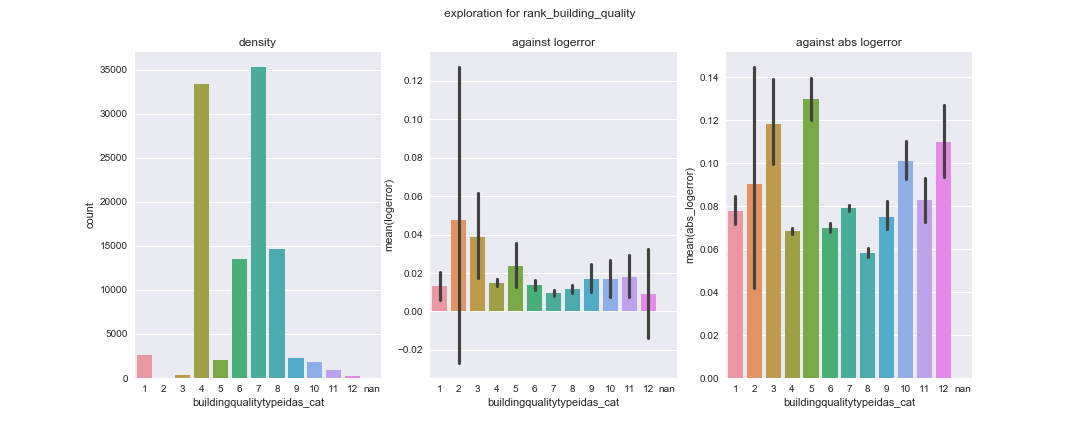 exploration for rank_building_quality
density
against logerror
against abs logerror
count
35000
30000
25000
20000
15000
10000
5000
0
1 2 3 4 5 6 7 8 9 10 11 12 nan
buildingqualitytypeidas_cat
mean(logerror)
0.12
0.10
0.08
0.06
0.04
0.02
0.00
−0.02
1 2 3 4 5 6 7 8 9 10 11 12 nan
buildingqualitytypeidas_cat
mean(abs_logerror)
0.14
0.12
0.10
0.08
0.06
0.04
0.02
0.00
1 2 3 4 5 6 7 8 9 10 11 12 nan
buildingqualitytypeidas_cat